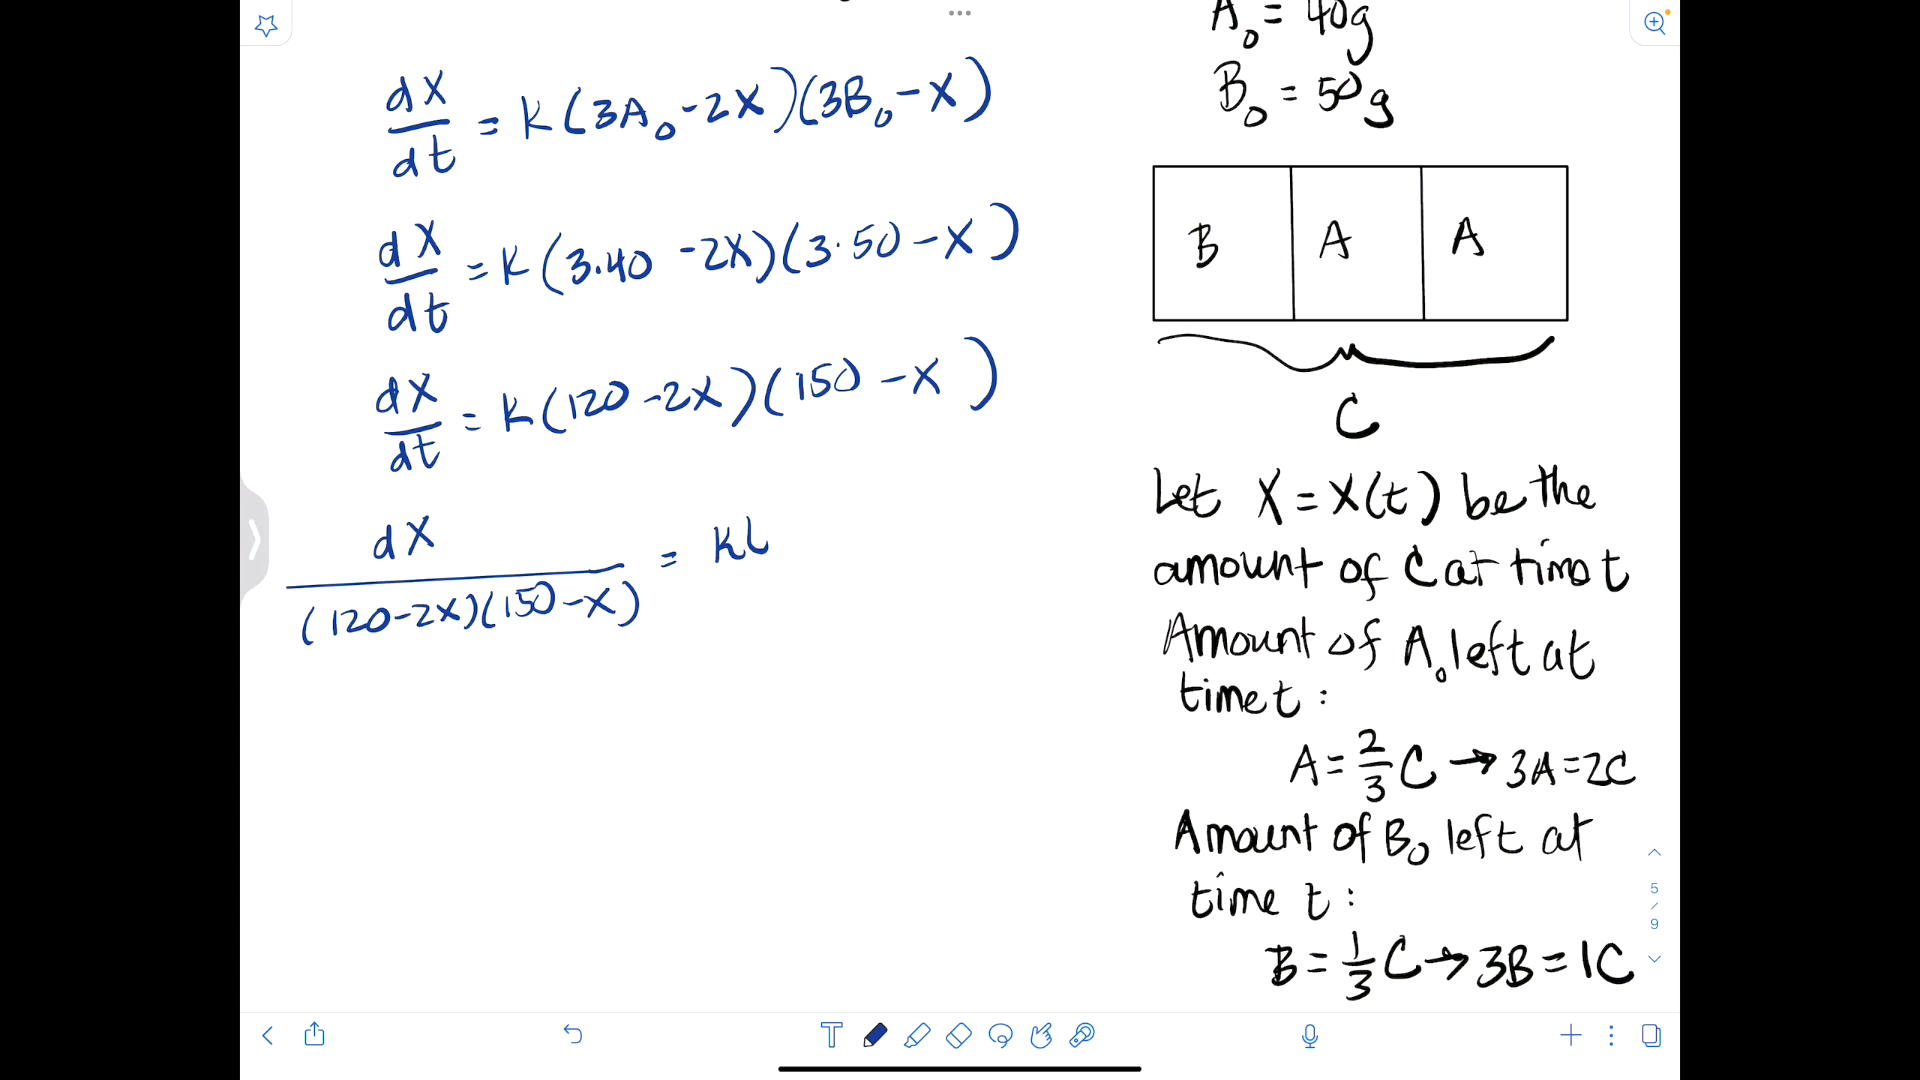 dX/dt = K(3A₀ - 2X)(3B₀ - X)
dX/dt = K(3.40 - 2X)(3·50 - X)
dX/dt = K(120 - 2X)(150 - X)
dX/(120-2X)(150-X) = K
A₀ = 40g
B₀ = 50g
B A A
C
Let X = X(t) be the
amount of C at time t
Amount of A₀ left at
time t :
A = 2/3 C → 3A = 2C
Amount of B₀ left at
time t :
B = 1/3 C → 3B = 1C
5
/
9
T